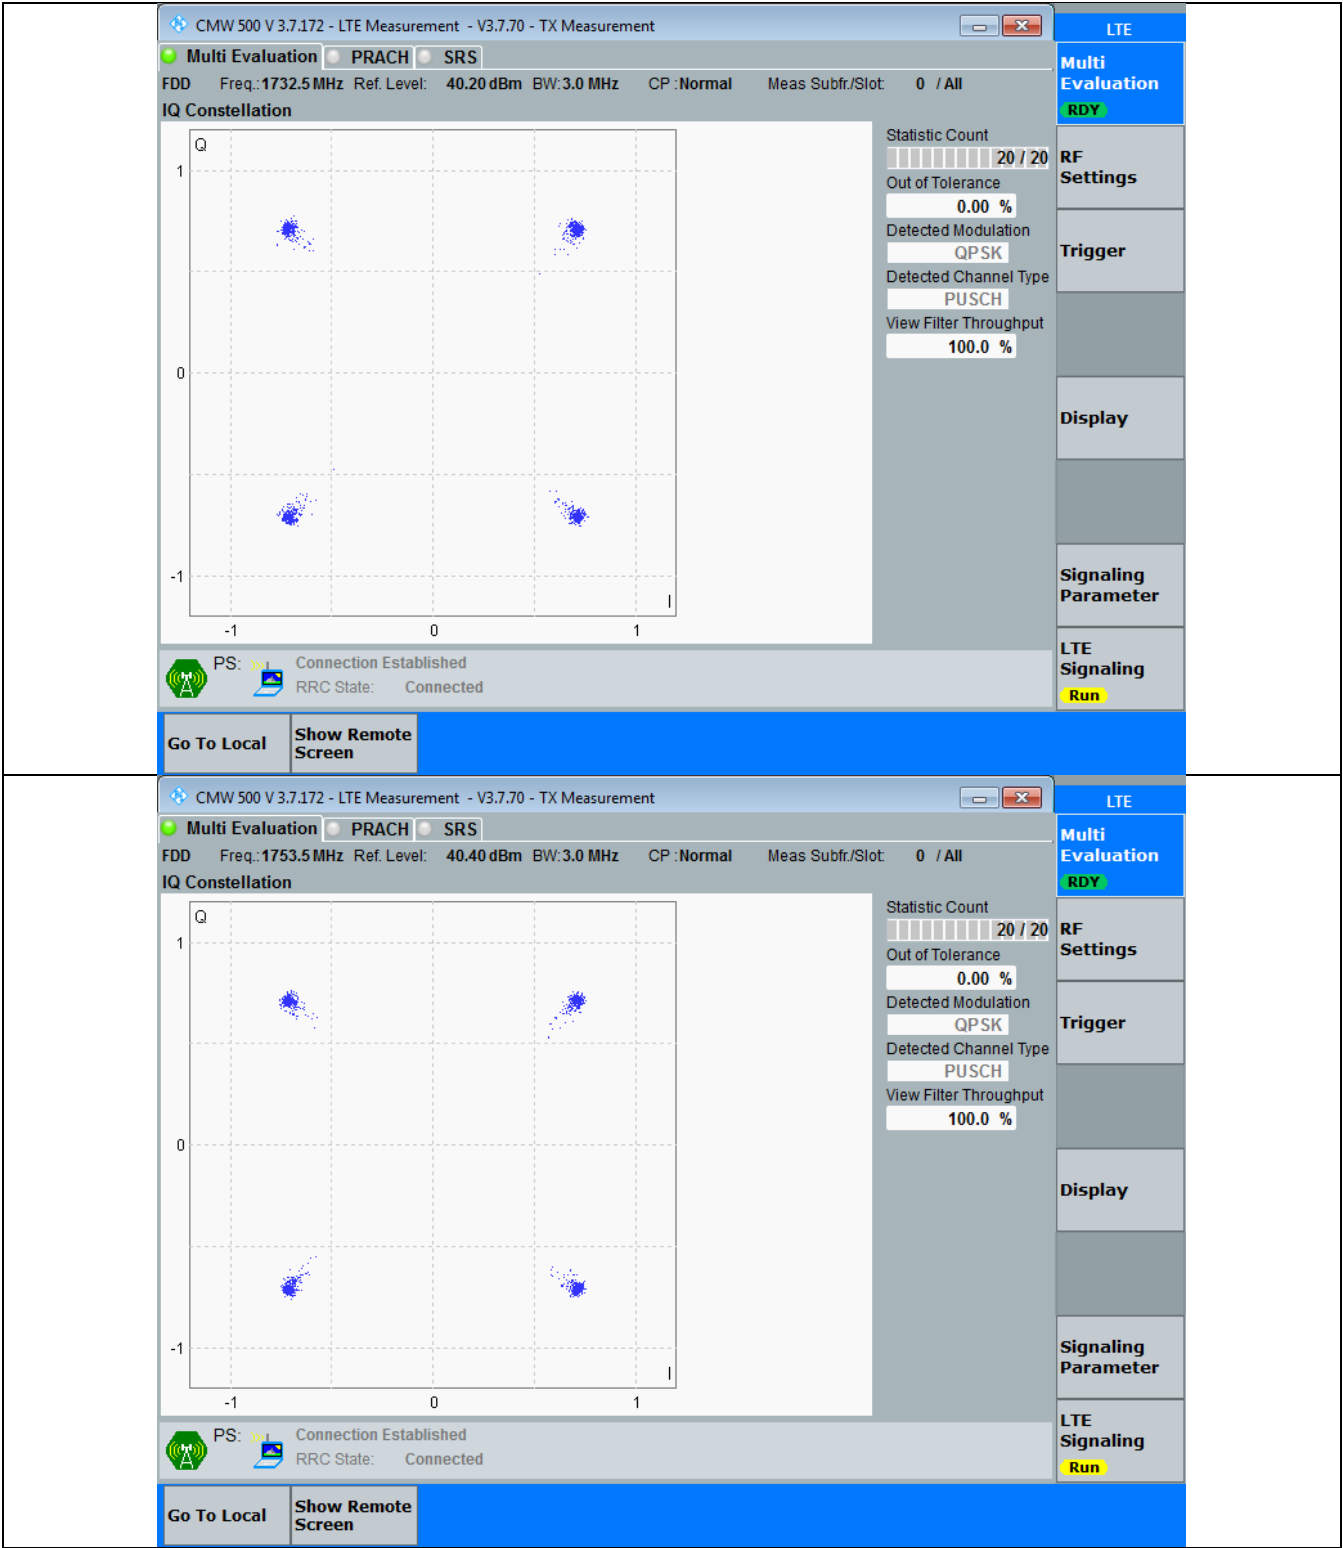 CMW 500 V 3.7.172 - LTE Measurement - V3.7.70 - TX Measurement
LTE
Multi Evaluation PRACH SRS
FDD Freq.: 1732.5 MHz Ref. Level: 40.20 dBm BW: 3.0 MHz CP : Normal Meas Subfr./Slot: 0 / All
IQ Constellation
Q
1
0
-1
I
-1 0 1
Statistic Count
20 / 20
Out of Tolerance
0.00 %
Detected Modulation
QPSK
Detected Channel Type
PUSCH
View Filter Throughput
100.0 %
Multi
Evaluation
RDY
RF
Settings
Trigger
Display
Signaling
Parameter
LTE
Signaling
Run
PS: Connection Established
RRC State: Connected
Go To Local
Show Remote
Screen
CMW 500 V 3.7.172 - LTE Measurement - V3.7.70 - TX Measurement
LTE
Multi Evaluation PRACH SRS
FDD Freq.: 1753.5 MHz Ref. Level: 40.40 dBm BW: 3.0 MHz CP : Normal Meas Subfr./Slot: 0 / All
IQ Constellation
Q
1
0
-1
I
-1 0 1
Statistic Count
20 / 20
Out of Tolerance
0.00 %
Detected Modulation
QPSK
Detected Channel Type
PUSCH
View Filter Throughput
100.0 %
Multi
Evaluation
RDY
RF
Settings
Trigger
Display
Signaling
Parameter
LTE
Signaling
Run
PS: Connection Established
RRC State: Connected
Go To Local
Show Remote
Screen